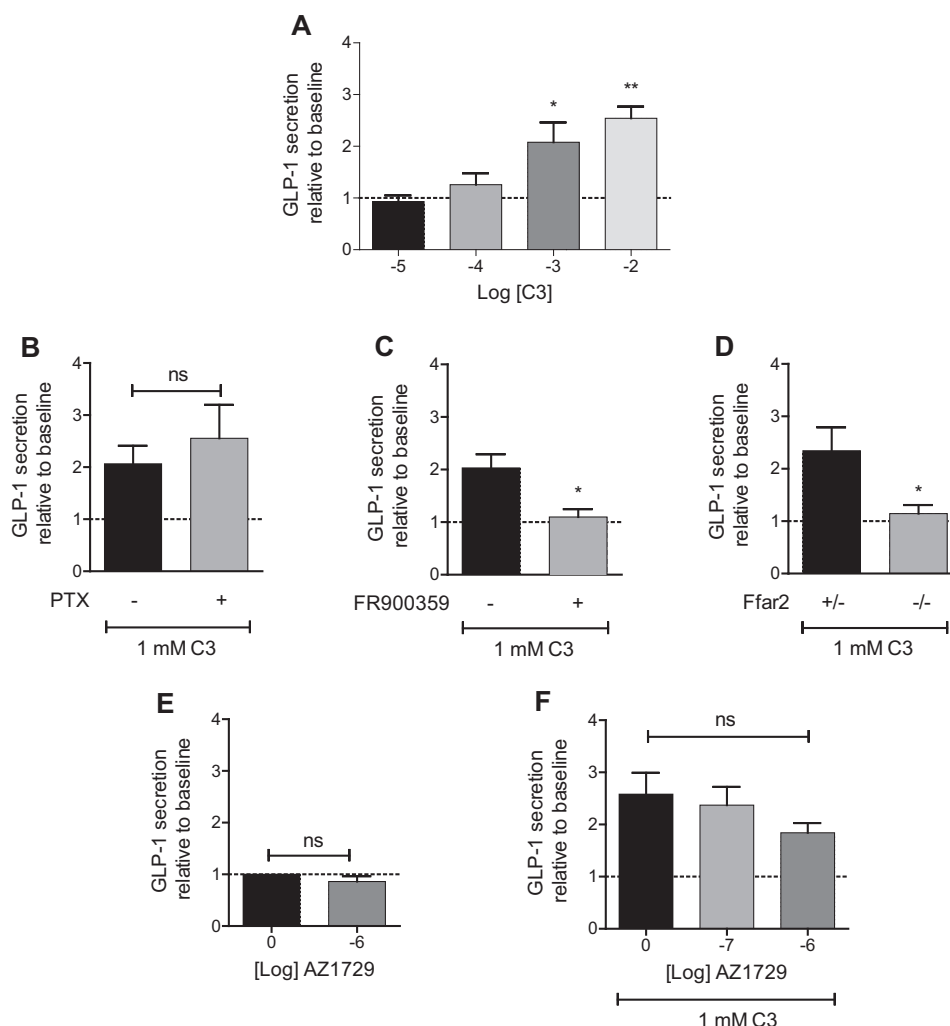 A
GLP-1 secretion
relative to baseline
4
3
2
1
0
*
**
-5 -4 -3 -2
Log [C3]
B
GLP-1 secretion
relative to baseline
4
3
2
1
0
ns
PTX - +
1 mM C3
C
GLP-1 secretion
relative to baseline
4
3
2
1
0
*
FR900359 - +
1 mM C3
D
GLP-1 secretion
relative to baseline
4
3
2
1
0
*
Ffar2 +/- -/-
1 mM C3
E
GLP-1 secretion
relative to baseline
4
3
2
1
0
ns
0 -6
[Log] AZ1729
F
GLP-1 secretion
relative to baseline
4
3
2
1
0
ns
0 -7 -6
[Log] AZ1729
1 mM C3